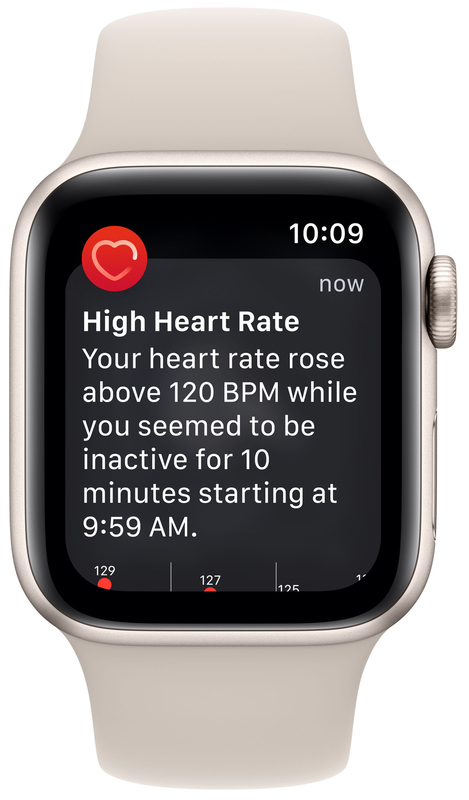 10:09
now
High Heart Rate
Your heart rate rose
above 120 BPM while
you seemed to be
inactive for 10
minutes starting at
9:59 AM.
129
127
125